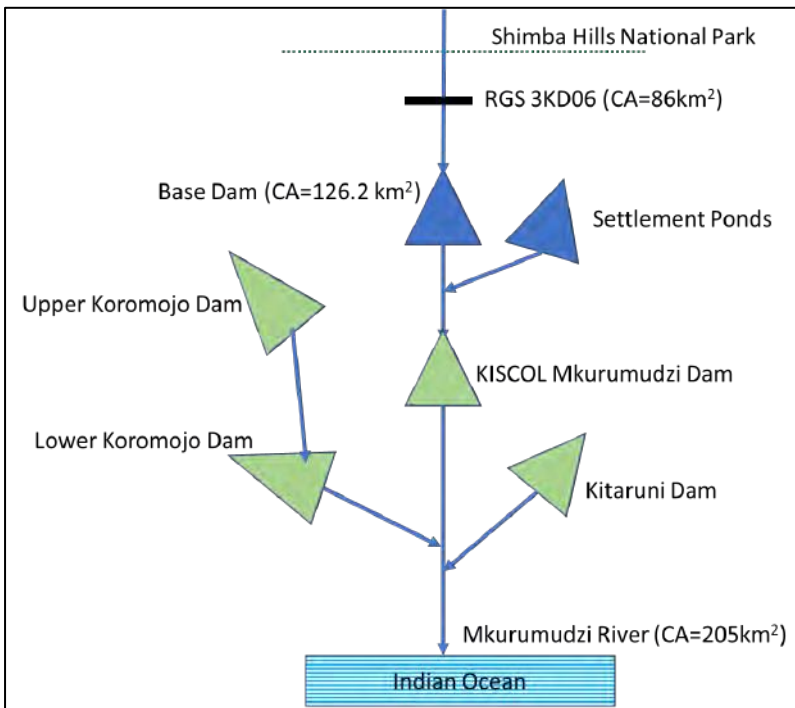 Shimba Hills National Park
RGS 3KD06 (CA=86km²)
Base Dam (CA=126.2 km²)
Settlement Ponds
Upper Koromojo Dam
KISCOL Mkurumudzi Dam
Lower Koromojo Dam
Kitaruni Dam
Mkurumudzi River (CA=205km²)
Indian Ocean